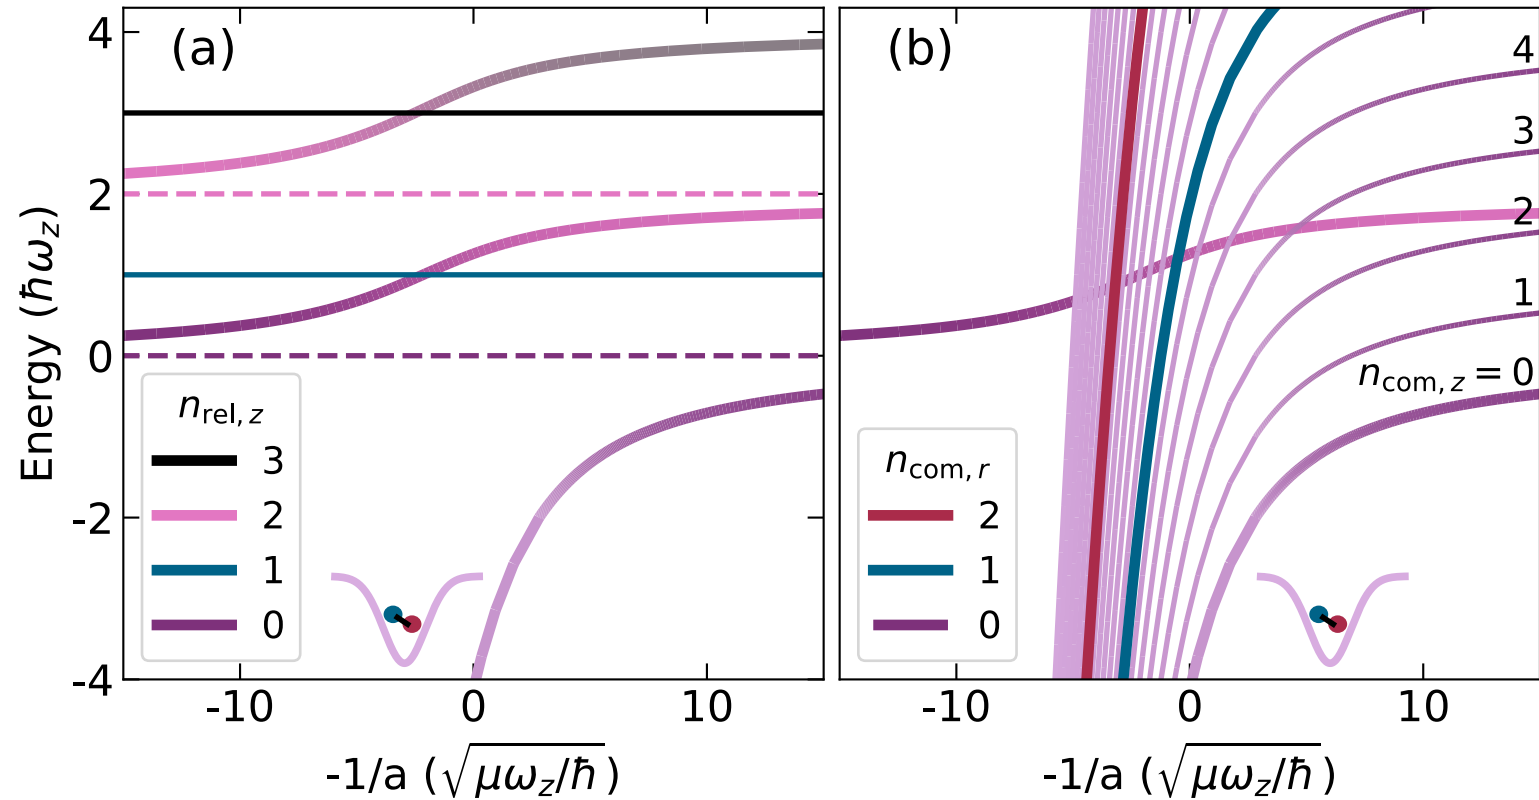 (a)
Energy (ħω_z)
4
2
0
-2
-4
n_rel, z
3
2
1
0
-10
0
10
-1/a (√μω_z/ħ)
(b)
4
3
2
1
n_com, z = 0
n_com, r
2
1
0
-10
0
10
-1/a (√μω_z/ħ)